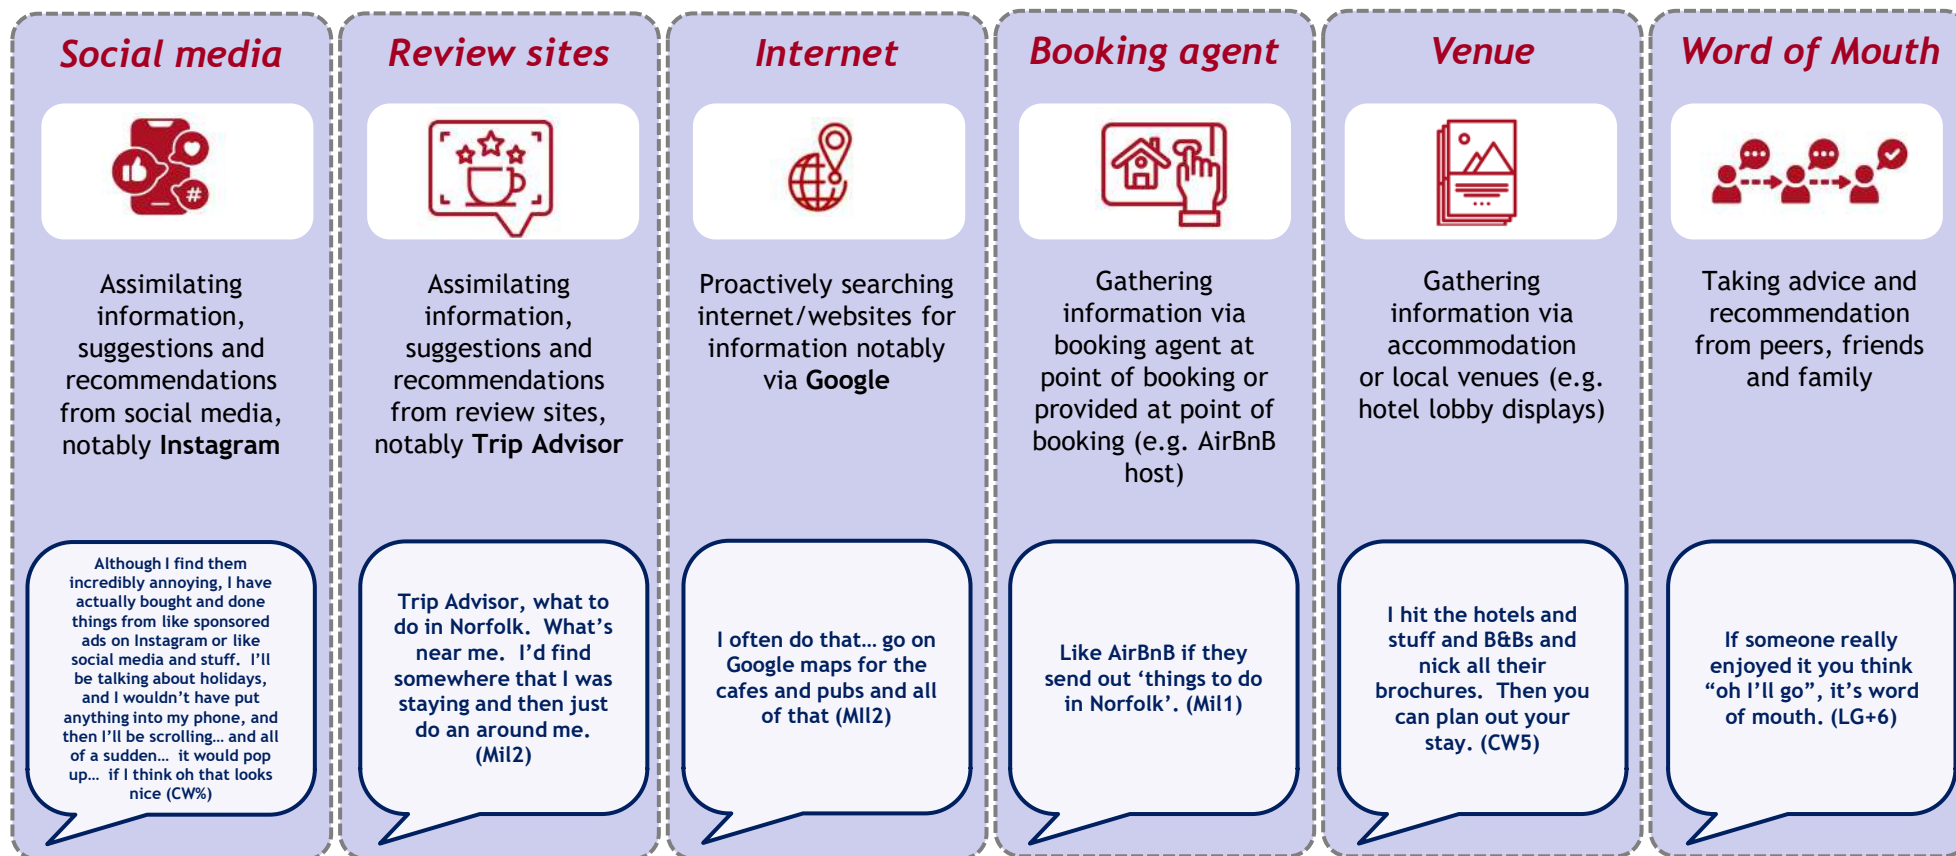 Social media
Assimilating
information,
suggestions and
recommendations
from social media,
notably Instagram
Although I find them
incredibly annoying, I have
actually bought and done
things from like sponsored
ads on Instagram or like
social media and stuff.  I'll
be talking about holidays,
and I wouldn't have put
anything into my phone, and
then I'll be scrolling… and all
of a sudden…  it would pop
up…  if I think oh that looks
nice (CW%)
Review sites
Assimilating
information,
suggestions and
recommendations
from review sites,
notably Trip Advisor
Trip Advisor, what to
do in Norfolk.  What's
near me.  I'd find
somewhere that I was
staying and then just
do an around me.
(Mil2)
Internet
Proactively searching
internet/websites for
information notably
via Google
I often do that… go on
Google maps for the
cafes and pubs and all
of that (MIl2)
Booking agent
Gathering
information via
booking agent at
point of booking or
provided at point of
booking (e.g. AirBnB
host)
Like AirBnB if they
send out ‘things to do
in Norfolk’. (Mil1)
Venue
Gathering
information via
accommodation
or local venues (e.g.
hotel lobby displays)
I hit the hotels and
stuff and B&Bs and
nick all their
brochures.  Then you
can plan out your
stay. (CW5)
Word of Mouth
#
Taking advice and
recommendation
from peers, friends
and family
If someone really
enjoyed it you think
“oh I'll go”, it's word
of mouth. (LG+6)